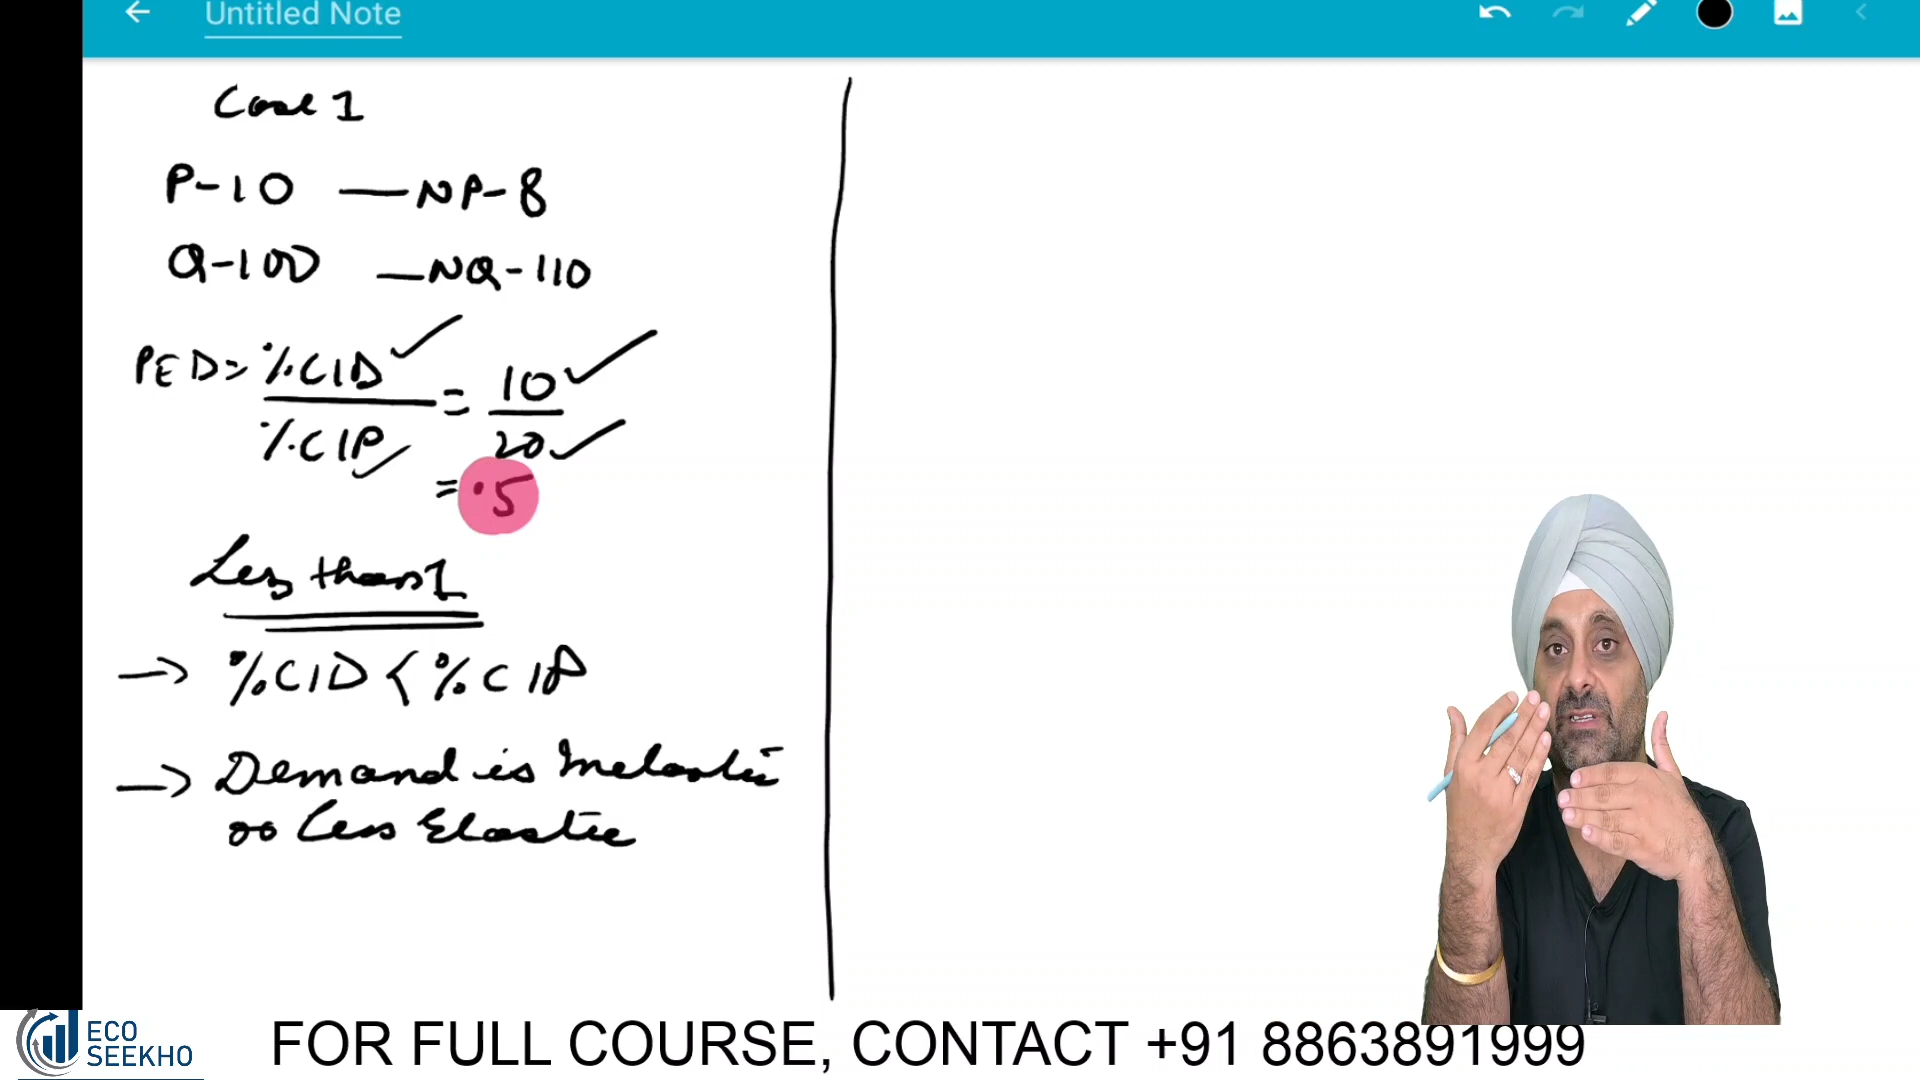 Untitled Note
Case 1
P-10 — NP-8
Q-100 — NQ-110
PED = %CID = 10
%CIP 20
= .5
Less than 1
→ %CID < %CIP
→ Demand is Inelastic
or Less Elastic
ECO
SEEKHO
FOR FULL COURSE, CONTACT +91 8863891999